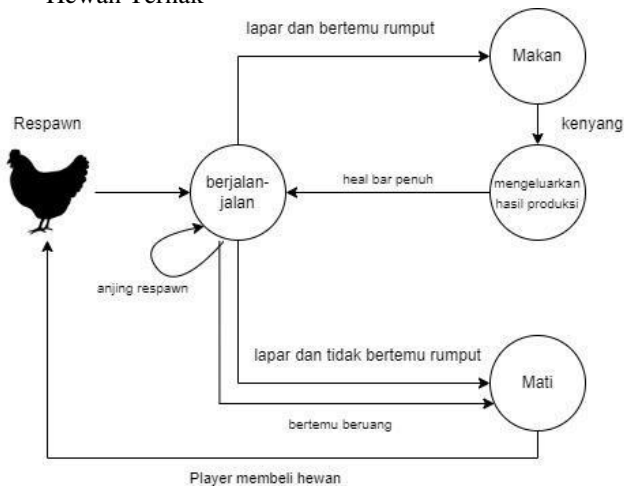 Hewan Ternak
lapar dan bertemu rumput
Makan
Respawn
kenyang
berjalan-
jalan
heal bar penuh
mengeluarkan
hasil produksi
anjing respawn
lapar dan tidak bertemu rumput
Mati
bertemu beruang
Player membeli hewan